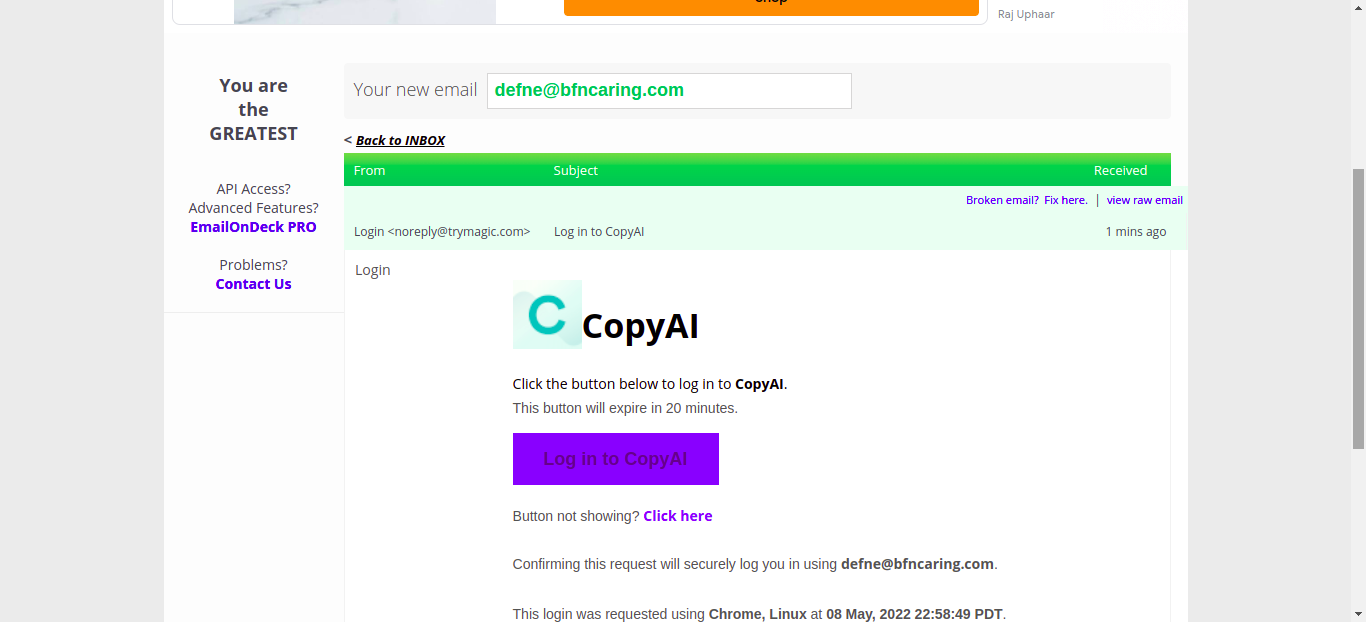 Shop
Raj Uphaar
You are
the
GREATEST
API Access?
Advanced Features?
EmailOnDeck PRO
Problems?
Contact Us
Your new email defne@bfncaring.com
< Back to INBOX
From Subject Received
Broken email? Fix here. | view raw email
Login <noreply@trymagic.com> Log in to CopyAI 1 mins ago
Login
C CopyAI
Click the button below to log in to CopyAI.
This button will expire in 20 minutes.
Log in to CopyAI
Button not showing? Click here
Confirming this request will securely log you in using defne@bfncaring.com.
This login was requested using Chrome, Linux at 08 May, 2022 22:58:49 PDT.